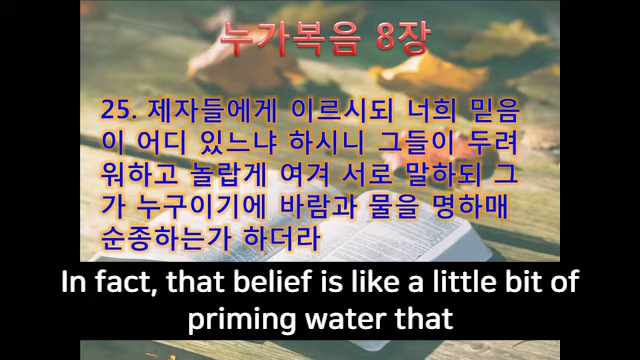 누가복음 8장
25. 제자들에게 이르시되 너희 믿음
이 어디 있느냐 하시니 그들이 두려
워하고 놀랍게 여겨 서로 말하되 그
가 누구이기에 바람과 물을 명하매
순종하는가 하더라
In fact, that belief is like a little bit of
priming water that